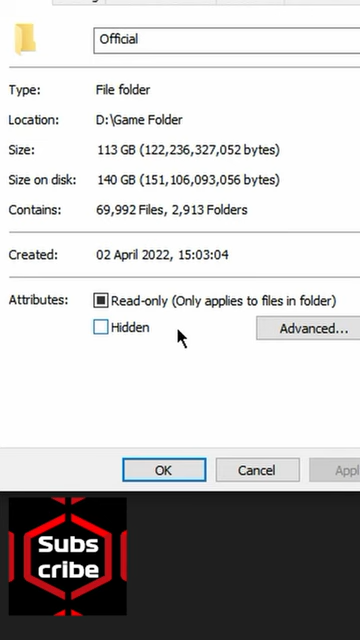 Official
Type: File folder
Location: D:\Game Folder
Size: 113 GB (122,236,327,052 bytes)
Size on disk: 140 GB (151,106,093,056 bytes)
Contains: 69,992 Files, 2,913 Folders
Created: 02 April 2022, 15:03:04
Attributes: Read-only (Only applies to files in folder)
Hidden Advanced...
OK Cancel Appl
Subs
cribe